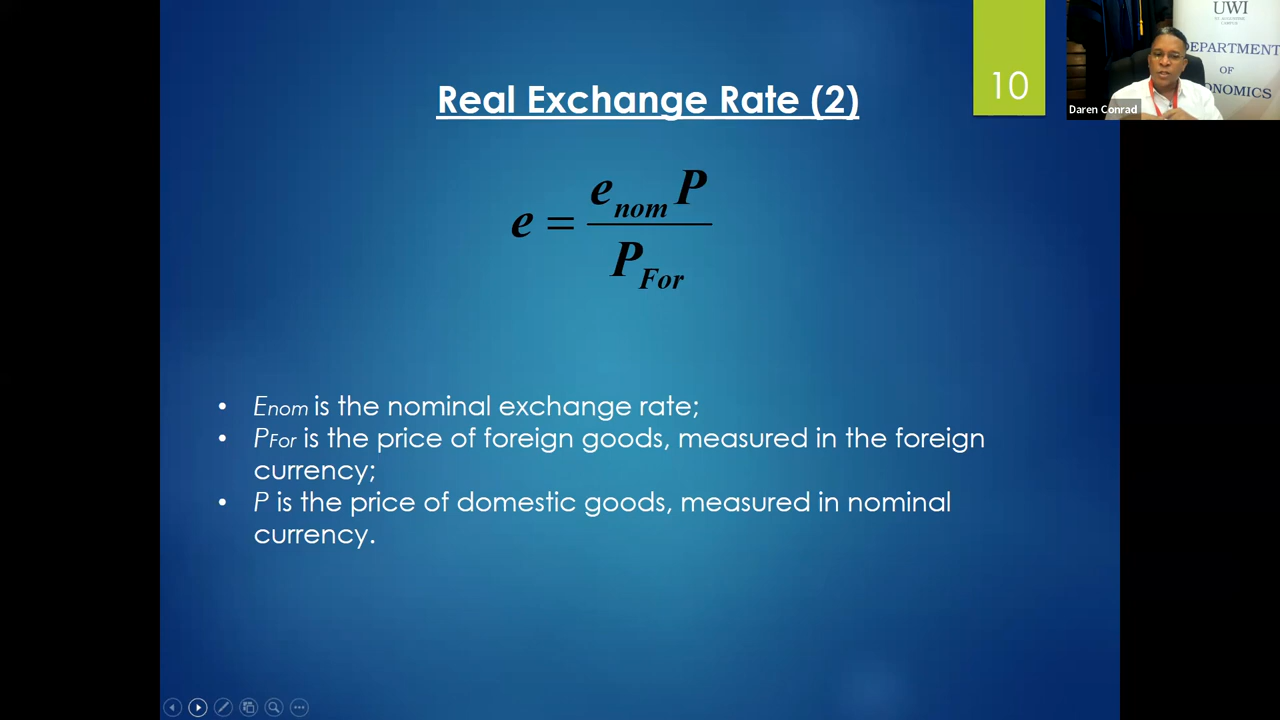 Real Exchange Rate (2)
10
UWI
DEPARTMENT
OF
ONOMICS
Daren Conrad
e = e_nom P / P_For
• Enom is the nominal exchange rate;
• PFor is the price of foreign goods, measured in the foreign
currency;
• P is the price of domestic goods, measured in nominal
currency.